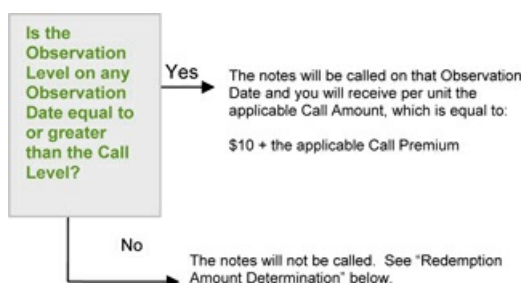 Is the
Observation
Level on any
Observation
Date equal to
or greater
than the Call
Level?
Yes
The notes will be called on that Observation
Date and you will receive per unit the
applicable Call Amount, which is equal to:
$10 + the applicable Call Premium
No
The notes will not be called. See “Redemption
Amount Determination” below.